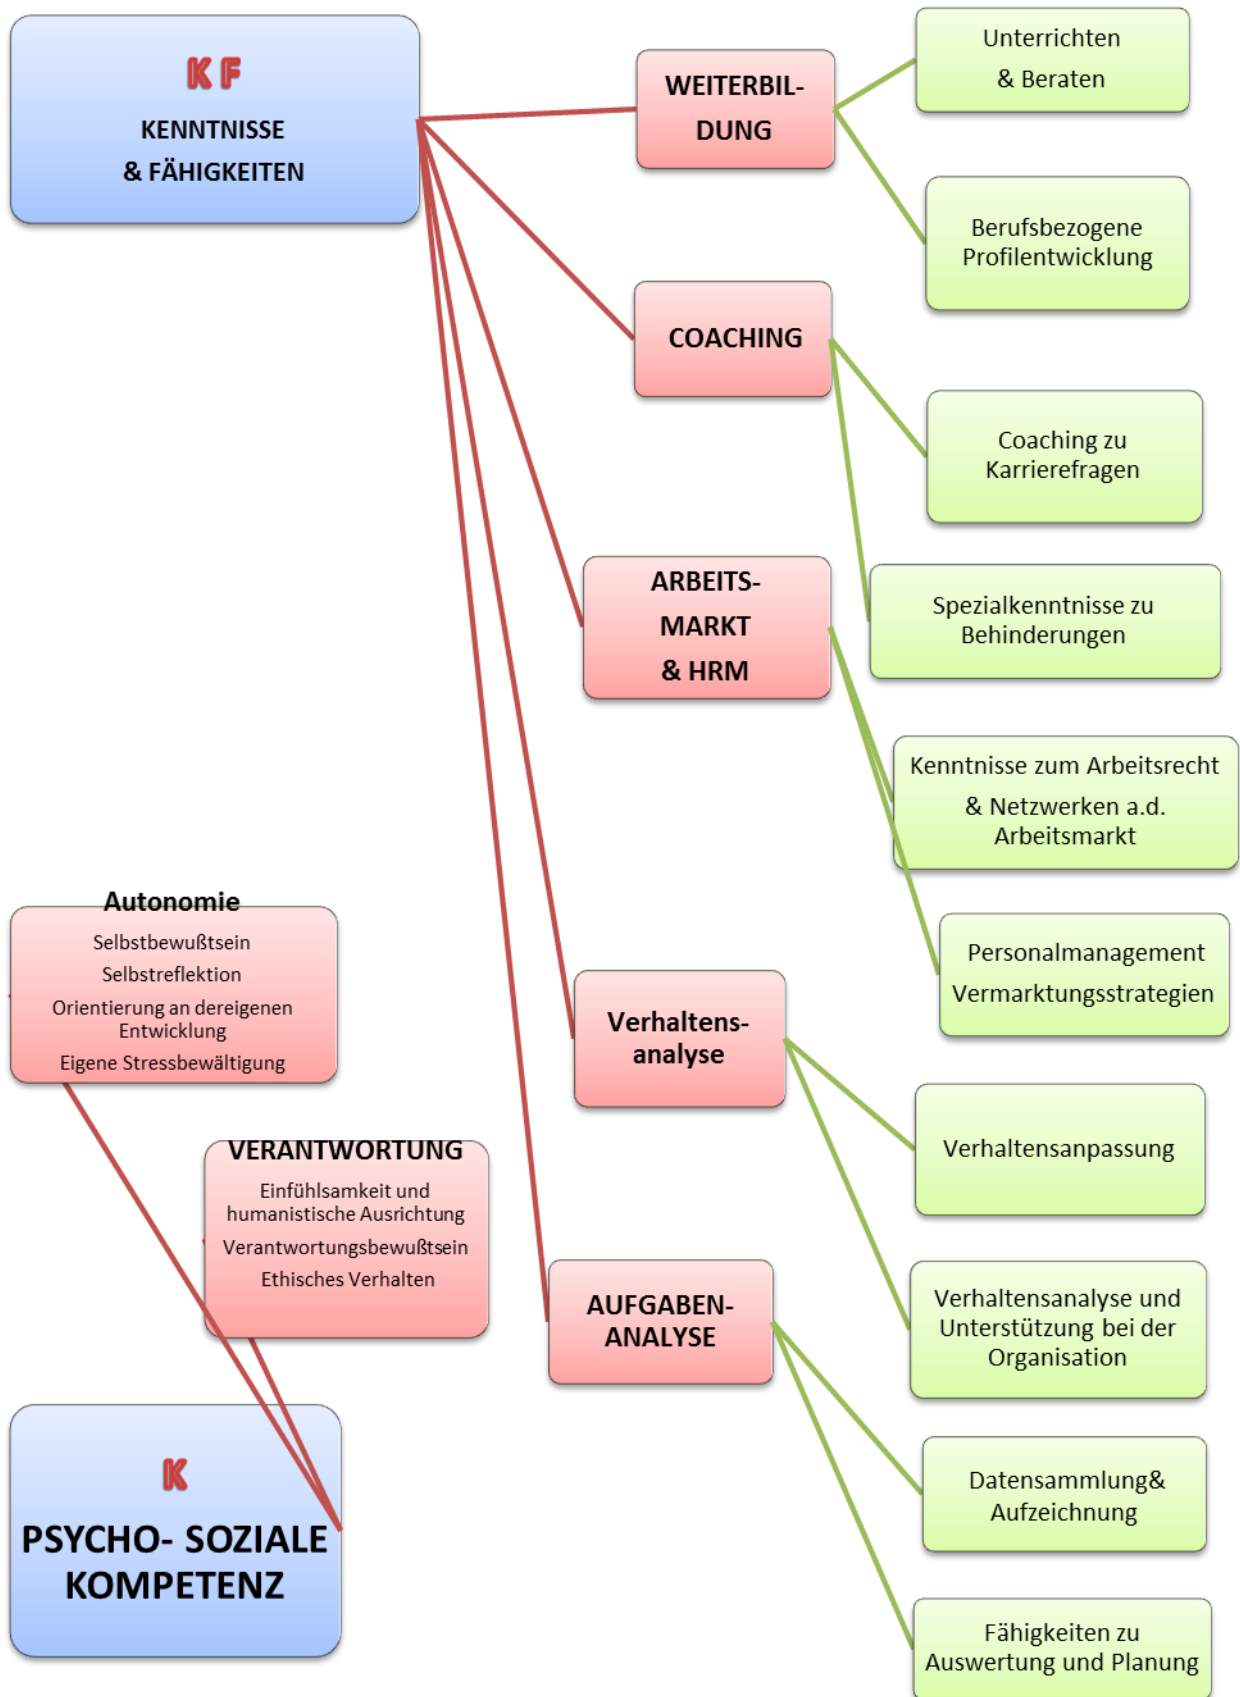 K F
KENNTNISSE
& FÄHIGKEITEN
WEITERBIL-
DUNG
Unterrichten
& Beraten
Berufsbezogene
Profilentwicklung
COACHING
Coaching zu
Karrierefragen
Spezialkenntnisse zu
Behinderungen
ARBEITS-
MARKT
& HRM
Kenntnisse zum Arbeitsrecht
& Netzwerken a.d.
Arbeitsmarkt
Personalmanagement
Vermarktungsstrategien
Verhaltens-
analyse
Verhaltensanpassung
Verhaltensanalyse und
Unterstützung bei der
Organisation
AUFGABEN-
ANALYSE
Datensammlung&
Aufzeichnung
Fähigkeiten zu
Auswertung und Planung
Autonomie
Selbstbewußtsein
Selbstreflektion
Orientierung an dereigenen
Entwicklung
Eigene Stressbewältigung
VERANTWORTUNG
Einfühlsamkeit und
humanistische Ausrichtung
Verantwortungsbewußtsein
Ethisches Verhalten
K
PSYCHO- SOZIALE
KOMPETENZ